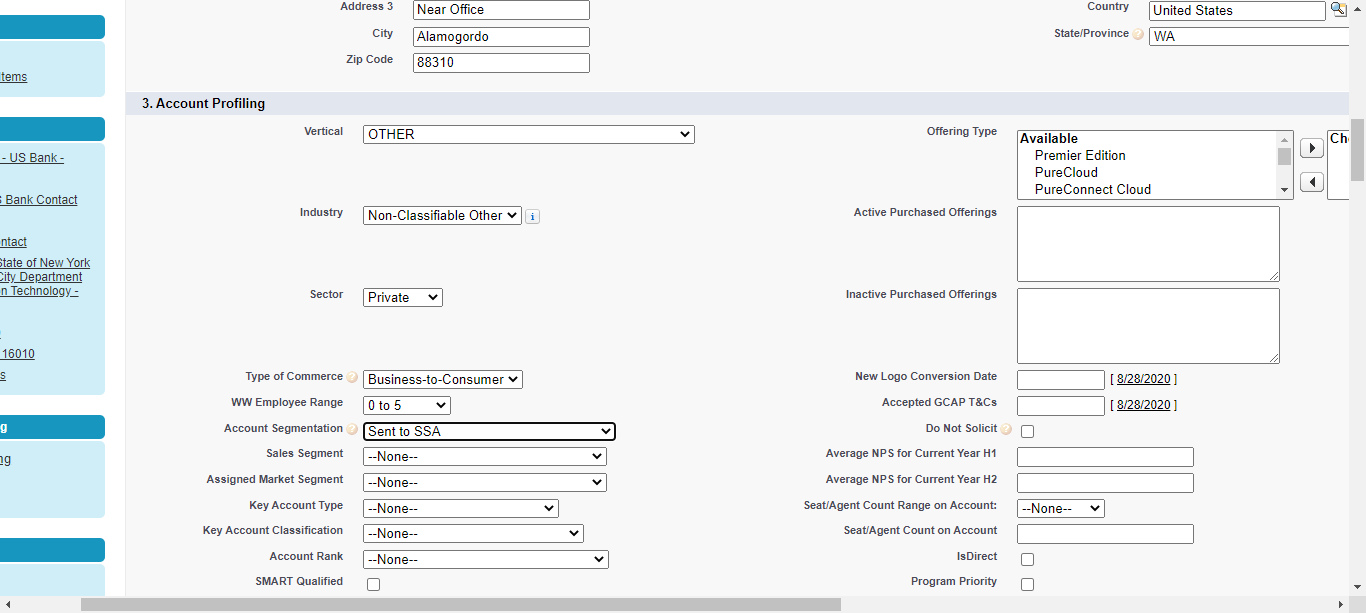 Address 3 Near Office
Country United States
City Alamogordo
State/Province ? WA
Zip Code 88310
Items
3. Account Profiling
Vertical OTHER
Offering Type
Available
Premier Edition
PureCloud
PureConnect Cloud
- US Bank -
Bank Contact
Industry Non-Classifiable Other i
Active Purchased Offerings
ntact
State of New York
City Department
n Technology -
Sector Private
Inactive Purchased Offerings
16010
s
Type of Commerce ? Business-to-Consumer
New Logo Conversion Date [ 8/28/2020 ]
WW Employee Range 0 to 5
Accepted GCAP T&Cs [ 8/28/2020 ]
Account Segmentation ? Sent to SSA
Do Not Solicit ?
g
Sales Segment --None--
Average NPS for Current Year H1
ng
Assigned Market Segment --None--
Average NPS for Current Year H2
Key Account Type --None--
Seat/Agent Count Range on Account: --None--
Key Account Classification --None--
Seat/Agent Count on Account
Account Rank --None--
IsDirect
SMART Qualified
Program Priority